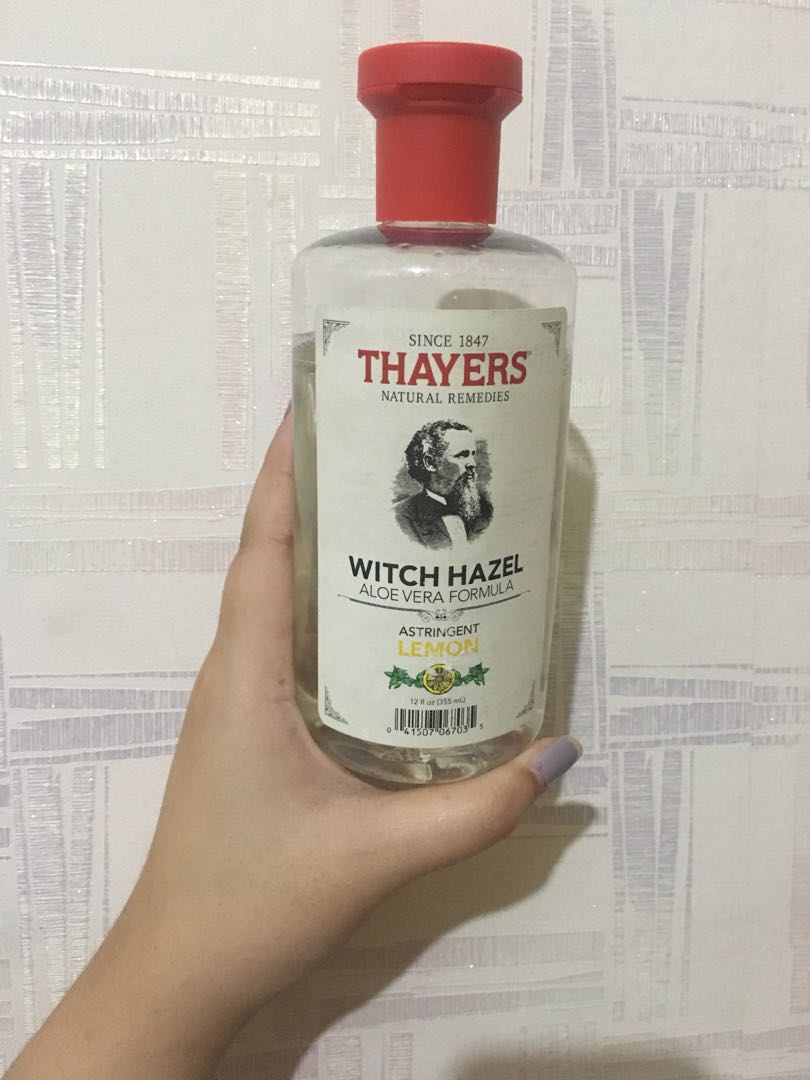 SINCE 1847
THAYERS®
NATURAL REMEDIES
WITCH HAZEL
ALOE VERA FORMULA
ASTRINGENT
LEMON
12 fl oz (355 mL)
0 41507 06703 5